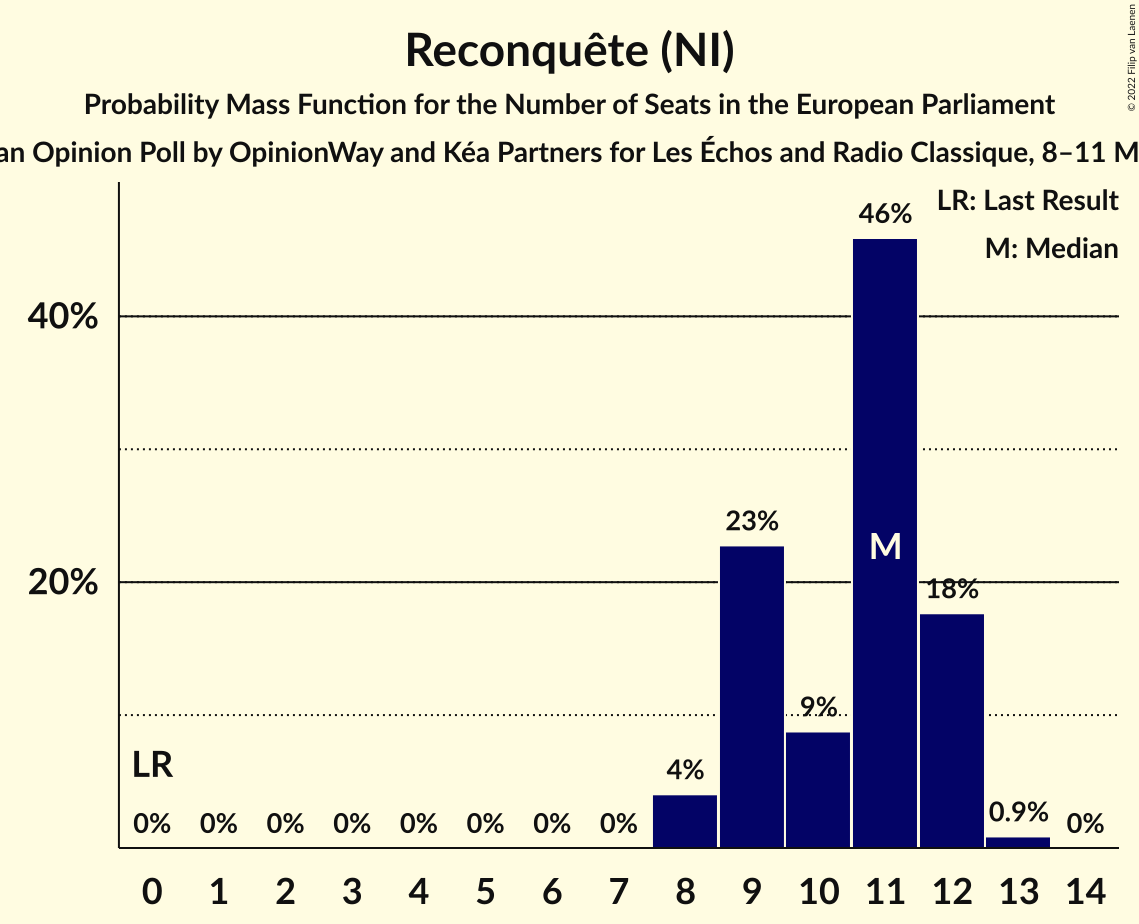 Reconquête (NI)
Probability Mass Function for the Number of Seats in the European Parliament
an Opinion Poll by OpinionWay and Kéa Partners for Les Échos and Radio Classique, 8–11 M
© 2022 Filip van Laenen
LR: Last Result
M: Median
46%
40%
23%
M
20%
18%
9%
LR
4%
0% 0% 0% 0% 0% 0% 0% 0% 0.9% 0%
0 1 2 3 4 5 6 7 8 9 10 11 12 13 14